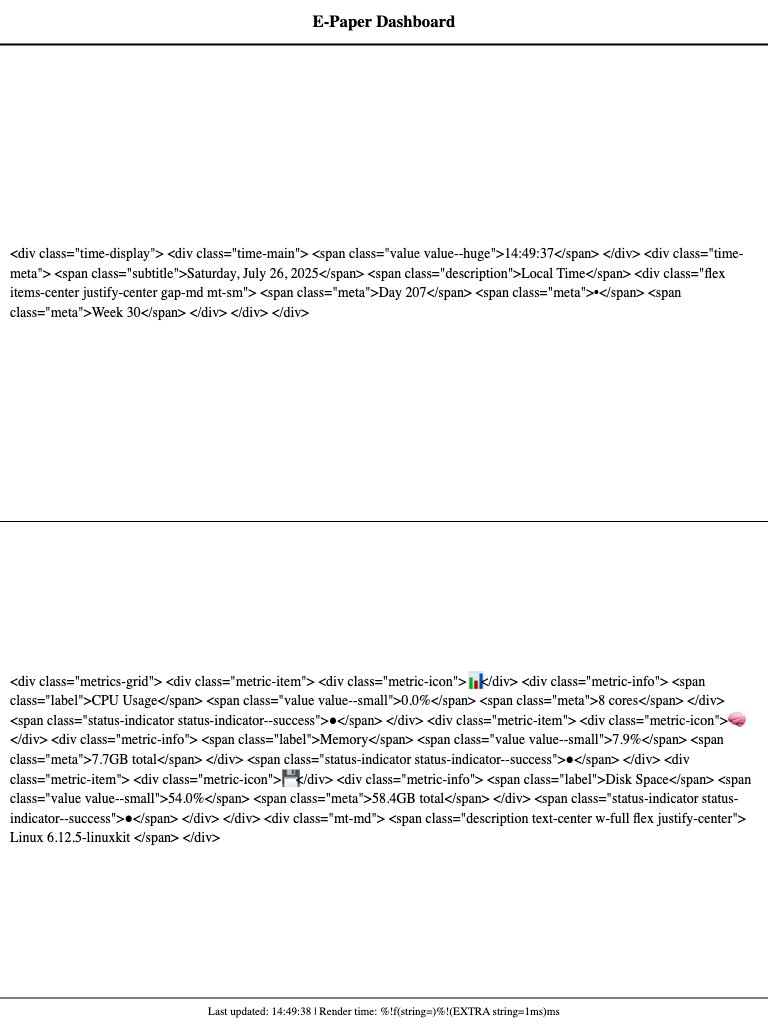 E-Paper Dashboard
<div class="time-display"> <div class="time-main"> <span class="value value--huge">14:49:37</span> </div> <div class="time-
meta"> <span class="subtitle">Saturday, July 26, 2025</span> <span class="description">Local Time</span> <div class="flex
items-center justify-center gap-md mt-sm"> <span class="meta">Day 207</span> <span class="meta">•</span> <span
class="meta">Week 30</span> </div> </div> </div>
<div class="metrics-grid"> <div class="metric-item"> <div class="metric-icon">📊</div> <div class="metric-info"> <span
class="label">CPU Usage</span> <span class="value value--small">0.0%</span> <span class="meta">8 cores</span> </div>
<span class="status-indicator status-indicator--success">●</span> </div> <div class="metric-item"> <div class="metric-icon">🧠
</div> <div class="metric-info"> <span class="label">Memory</span> <span class="value value--small">7.9%</span> <span
class="meta">7.7GB total</span> </div> <span class="status-indicator status-indicator--success">●</span> </div> <div
class="metric-item"> <div class="metric-icon">💾</div> <div class="metric-info"> <span class="label">Disk Space</span> <span
class="value value--small">54.0%</span> <span class="meta">58.4GB total</span> </div> <span class="status-indicator status-
indicator--success">●</span> </div> </div> <div class="mt-md"> <span class="description text-center w-full flex justify-center">
Linux 6.12.5-linuxkit </span> </div>
Last updated: 14:49:38 | Render time: %!f(string=)%!(EXTRA string=1ms)ms